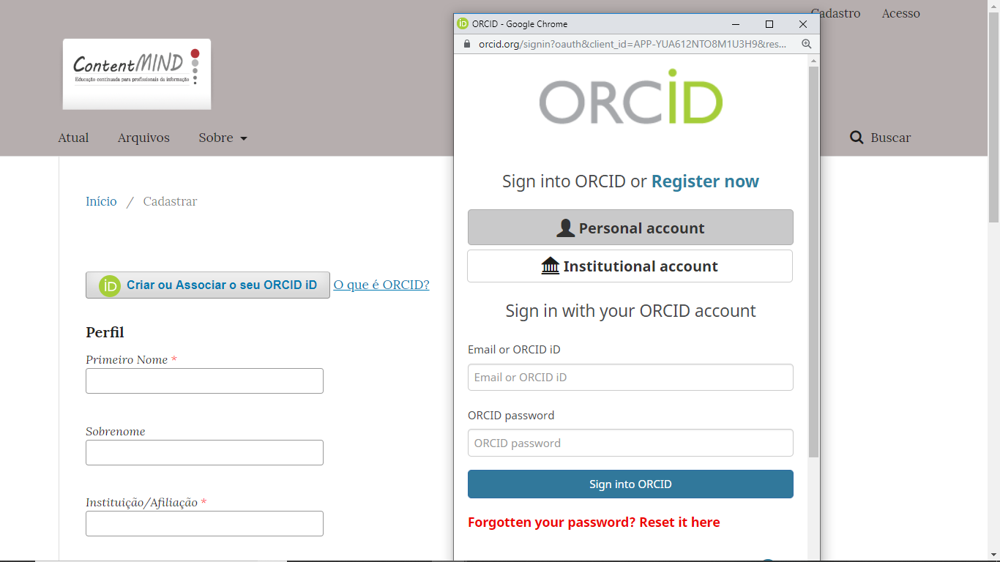 Cadastro Acesso
ContentMIND
Educação continuada para profissionais da informação
Atual Arquivos Sobre
Buscar
Início / Cadastrar
iD Criar ou Associar o seu ORCID iD O que é ORCID?
Perfil
Primeiro Nome *
Sobrenome
Instituição/Afiliação *
iD ORCID - Google Chrome
orcid.org/signin?oauth&client_id=APP-YUA612NTO8M1U3H9&res...
ORCiD
Sign into ORCID or Register now
Personal account
Institutional account
Sign in with your ORCID account
Email or ORCID iD
Email or ORCID iD
ORCID password
ORCID password
Sign into ORCID
Forgotten your password? Reset it here